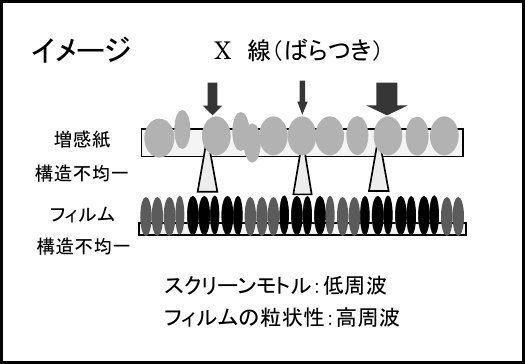 イメージ
X 線（ばらつき）
増感紙
構造不均一
フィルム
構造不均一
スクリーンモトル：低周波
フィルムの粒状性：高周波